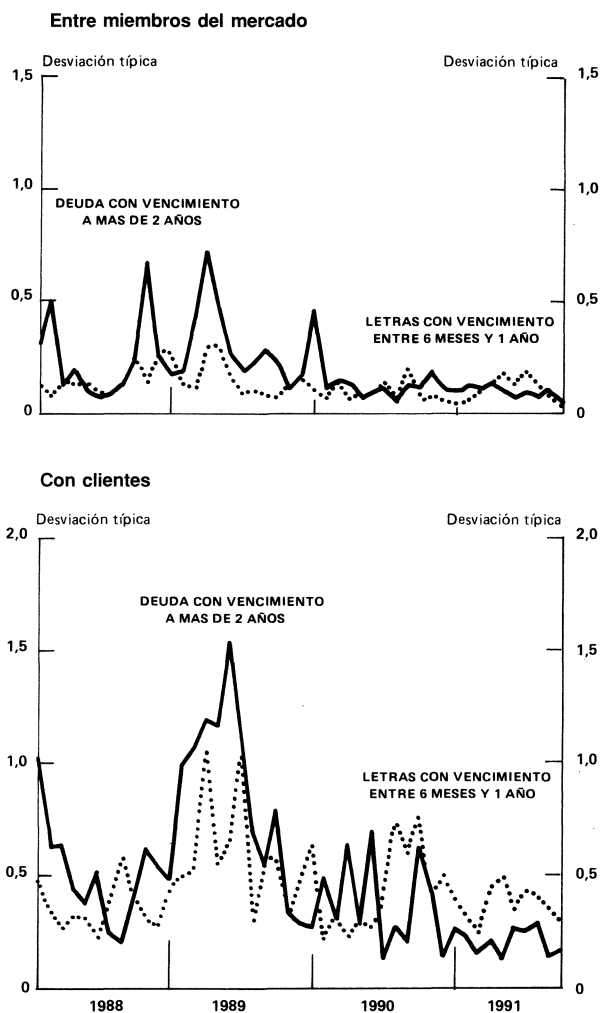 Entre miembros del mercado
Desviación típica
Desviación típica
1,5
1,5
1,0
1,0
DEUDA CON VENCIMIENTO
A MAS DE 2 AÑOS
0,5
0,5
LETRAS CON VENCIMIENTO
ENTRE 6 MESES Y 1 AÑO
0
0
Con clientes
Desviación típica
Desviación típica
2,0
2,0
DEUDA CON VENCIMIENTO
A MAS DE 2 AÑOS
1,5
1,5
1,0
1,0
LETRAS CON VENCIMIENTO
ENTRE 6 MESES Y 1 AÑO
0,5
0,5
0
0
1988
1989
1990
1991